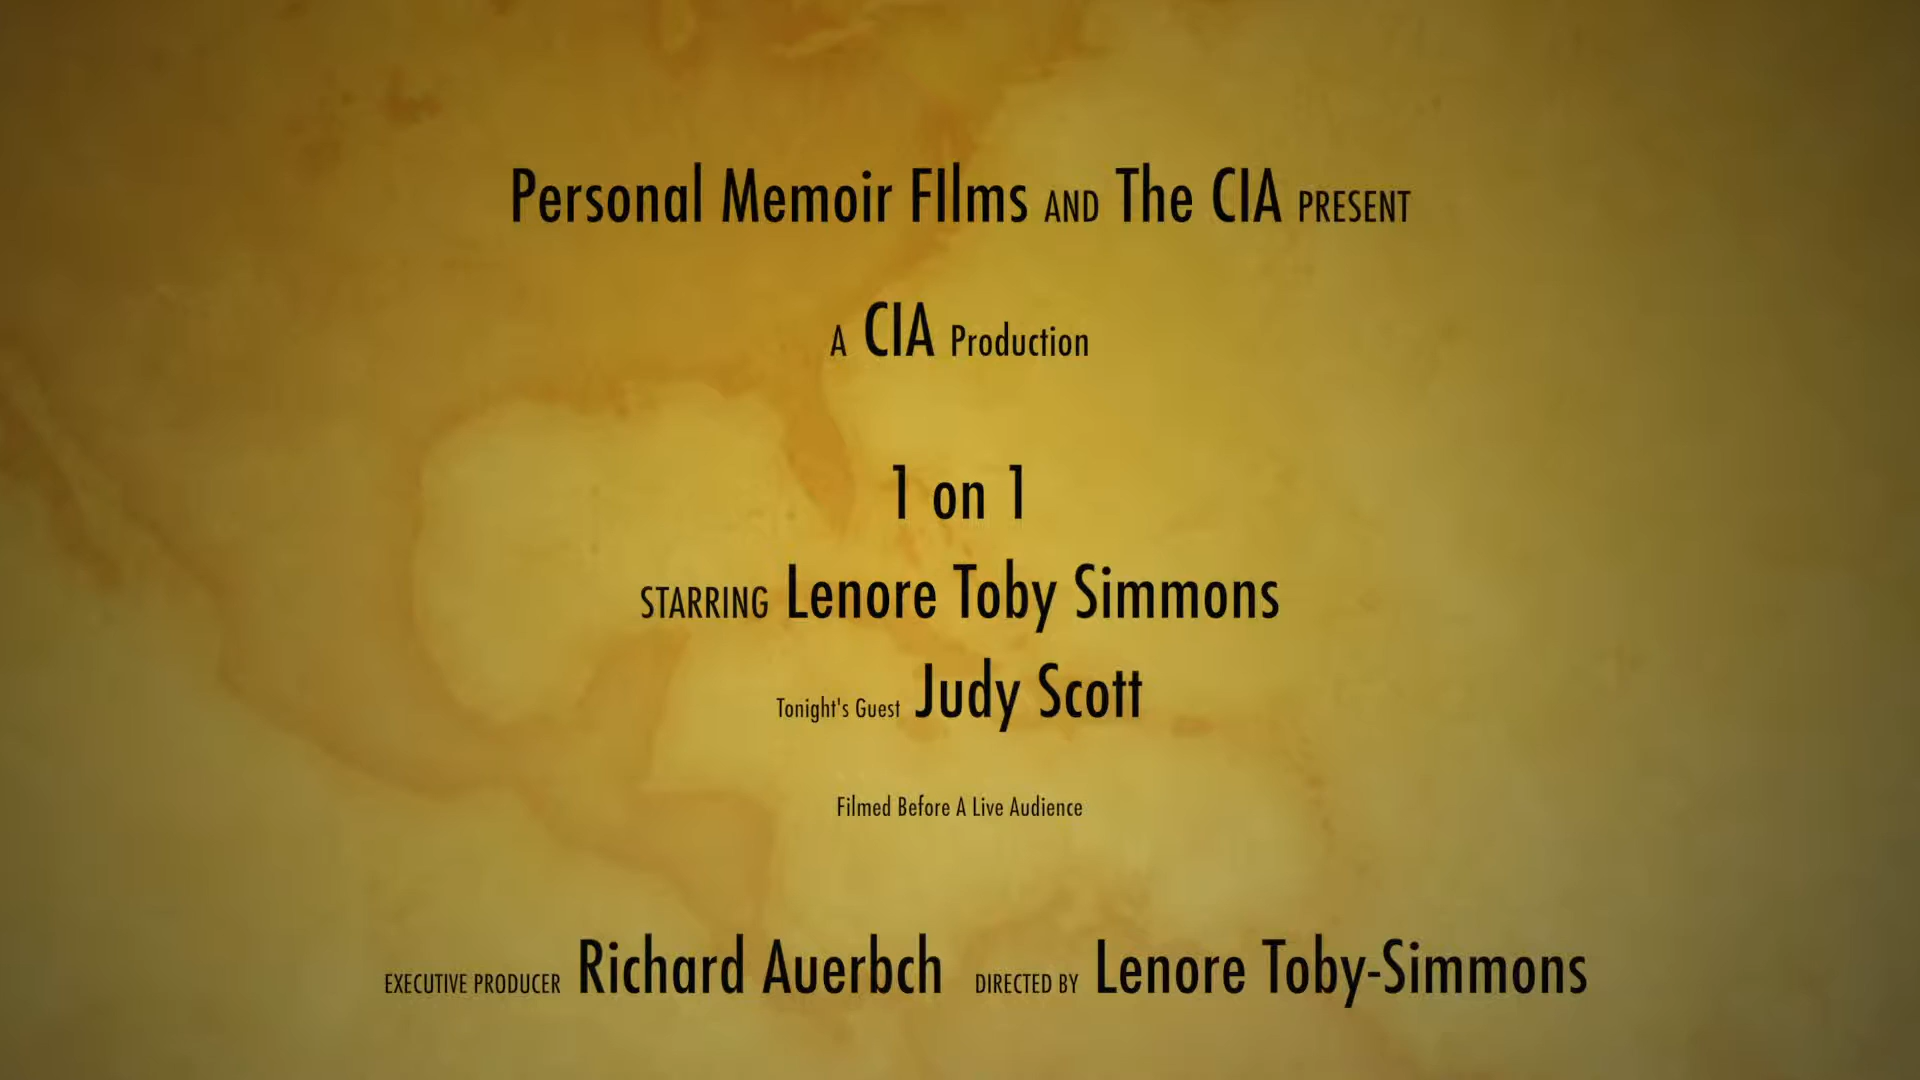 Personal Memoir FIlms AND The CIA PRESENT
A CIA Production
1 on 1
STARRING Lenore Toby Simmons
Tonight's Guest Judy Scott
Filmed Before A Live Audience
EXECUTIVE PRODUCER Richard Auerbch DIRECTED BY Lenore Toby-Simmons